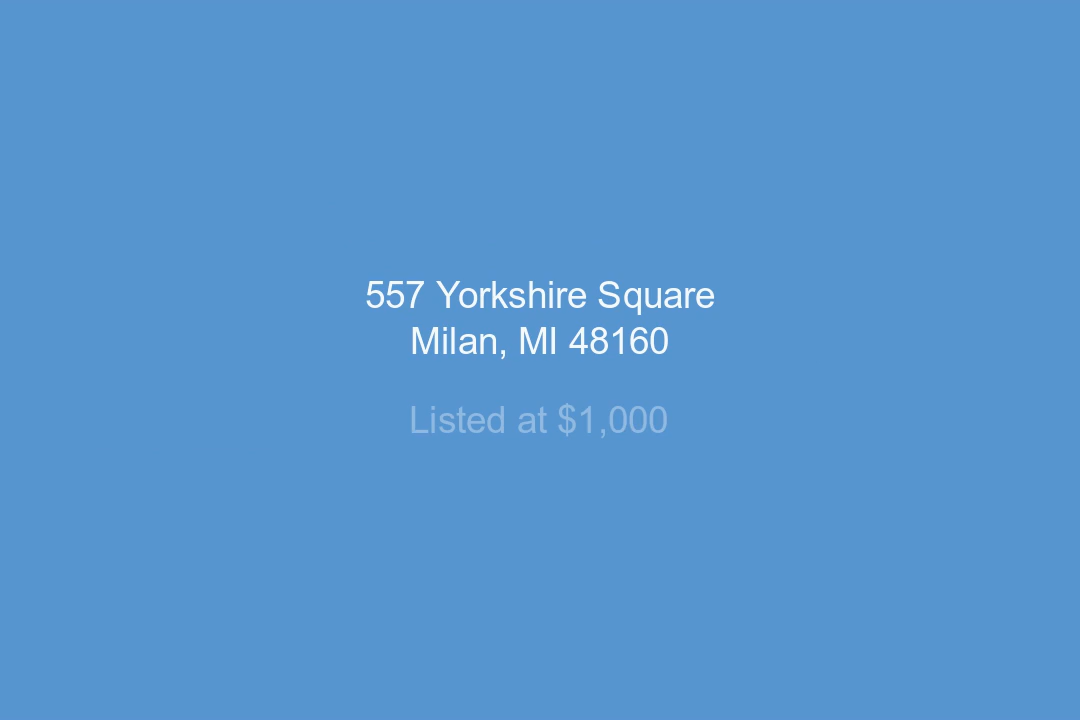 557 Yorkshire Square
Milan, MI 48160
Listed at $1,000